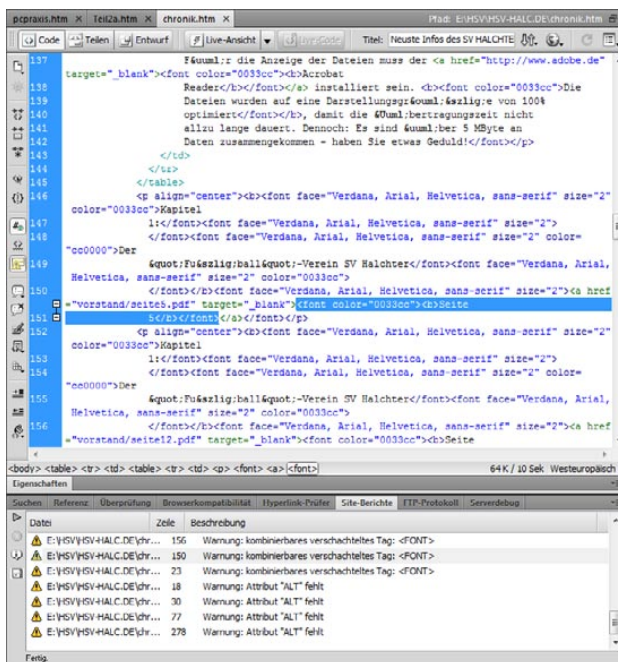 pcpraxis.htm × Teil2a.htm × chronik.htm × Pfad: E:\HSV\HSV-HALC.DE\chronik.htm
Code Teilen Entwurf Live-Ansicht Live-Code Titel: Neuste Infos des SV HALCHTE
137 F&uuml;r die Anzeige der Dateien muss der <a href="http://www.adobe.de"
target="_blank"><font color="0033cc"><b>Acrobat
138 Reader</b></font></a> installiert sein. <b><font color="0033cc">Die
139 Dateien wurden auf eine Darstellungsgr&ouml;&szlig;e von 100%
140 optimiert</font></b>, damit die &Uuml;bertragungszeit nicht
141 allzu lange dauert. Dennoch: Es sind &uuml;ber 5 MByte an
142 Daten zusammengekommen - haben Sie etwas Geduld!</font></p>
143 </td>
144 </tr>
145 </table>
146 <p align="center"><b><font face="Verdana, Arial, Helvetica, sans-serif" size="2"
color="0033cc">Kapitel
147 1:</font><font face="Verdana, Arial, Helvetica, sans-serif" size="2">
148 </font><font face="Verdana, Arial, Helvetica, sans-serif" size="2" color=
"cc0000">Der
149 &quot;Fu&szlig;ball&quot;-Verein SV Halchter</font><font face="Verdana, Arial,
Helvetica, sans-serif" size="2" color="0033cc">
150 </font></b><font face="Verdana, Arial, Helvetica, sans-serif" size="2"><a href
="vorstand/seite5.pdf" target="_blank"><font color="0033cc"><b>Seite
151 5</b></font></a></font></p>
152 <p align="center"><b><font face="Verdana, Arial, Helvetica, sans-serif" size="2"
color="0033cc">Kapitel
153 1:</font><font face="Verdana, Arial, Helvetica, sans-serif" size="2">
154 </font><font face="Verdana, Arial, Helvetica, sans-serif" size="2" color=
"cc0000">Der
155 &quot;Fu&szlig;ball&quot;-Verein SV Halchter</font><font face="Verdana, Arial,
Helvetica, sans-serif" size="2" color="0033cc">
156 </font></b><font face="Verdana, Arial, Helvetica, sans-serif" size="2"><a href
="vorstand/seite12.pdf" target="_blank"><font color="0033cc"><b>Seite
<body> <table> <tr> <td> <table> <tr> <td> <p> <font> <a> <font> 64 K / 10 Sek Westeuropäisch
Eigenschaften
Suchen Referenz Überprüfung Browserkompatibilität Hyperlink-Prüfer Site-Berichte FTP-Protokoll Serverdebug
Datei Zeile Beschreibung
E:\HSV\HSV-HALC.DE\chr... 156 Warnung: kombinierbares verschachteltes Tag: <FONT>
E:\HSV\HSV-HALC.DE\chr... 150 Warnung: kombinierbares verschachteltes Tag: <FONT>
E:\HSV\HSV-HALC.DE\chr... 23 Warnung: kombinierbares verschachteltes Tag: <FONT>
E:\HSV\HSV-HALC.DE\chr... 18 Warnung: Attribut "ALT" fehlt
E:\HSV\HSV-HALC.DE\chr... 30 Warnung: Attribut "ALT" fehlt
E:\HSV\HSV-HALC.DE\chr... 77 Warnung: Attribut "ALT" fehlt
E:\HSV\HSV-HALC.DE\chr... 278 Warnung: Attribut "ALT" fehlt
Fertig.